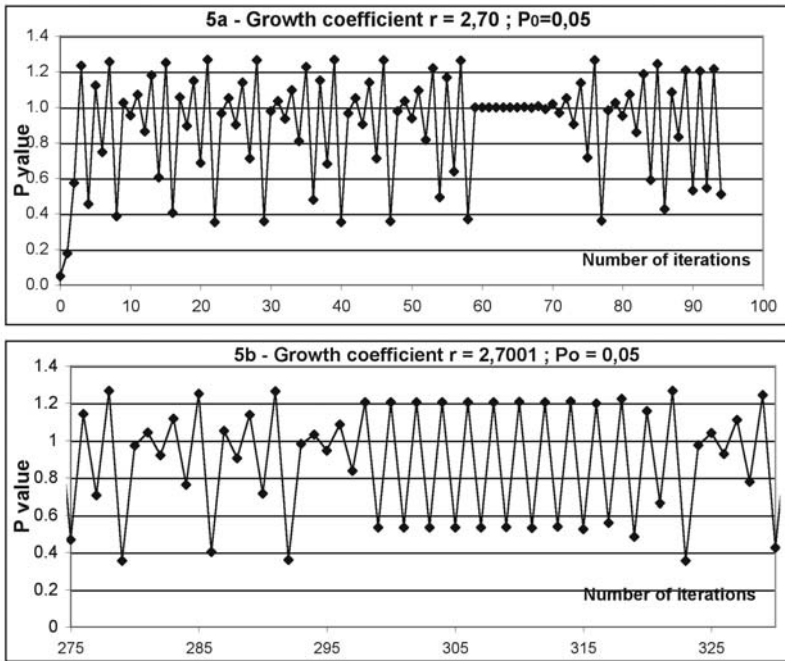 5a - Growth coefficient r = 2,70 ; P0=0,05
P value
1.4
1.2
1.0
0.8
0.6
0.4
0.2
0.0
Number of iterations
0 10 20 30 40 50 60 70 80 90 100
5b - Growth coefficient r = 2,7001 ; Po = 0,05
P value
1.4
1.2
1
0.8
0.6
0.4
0.2
0
Number of iterations
275 285 295 305 315 325